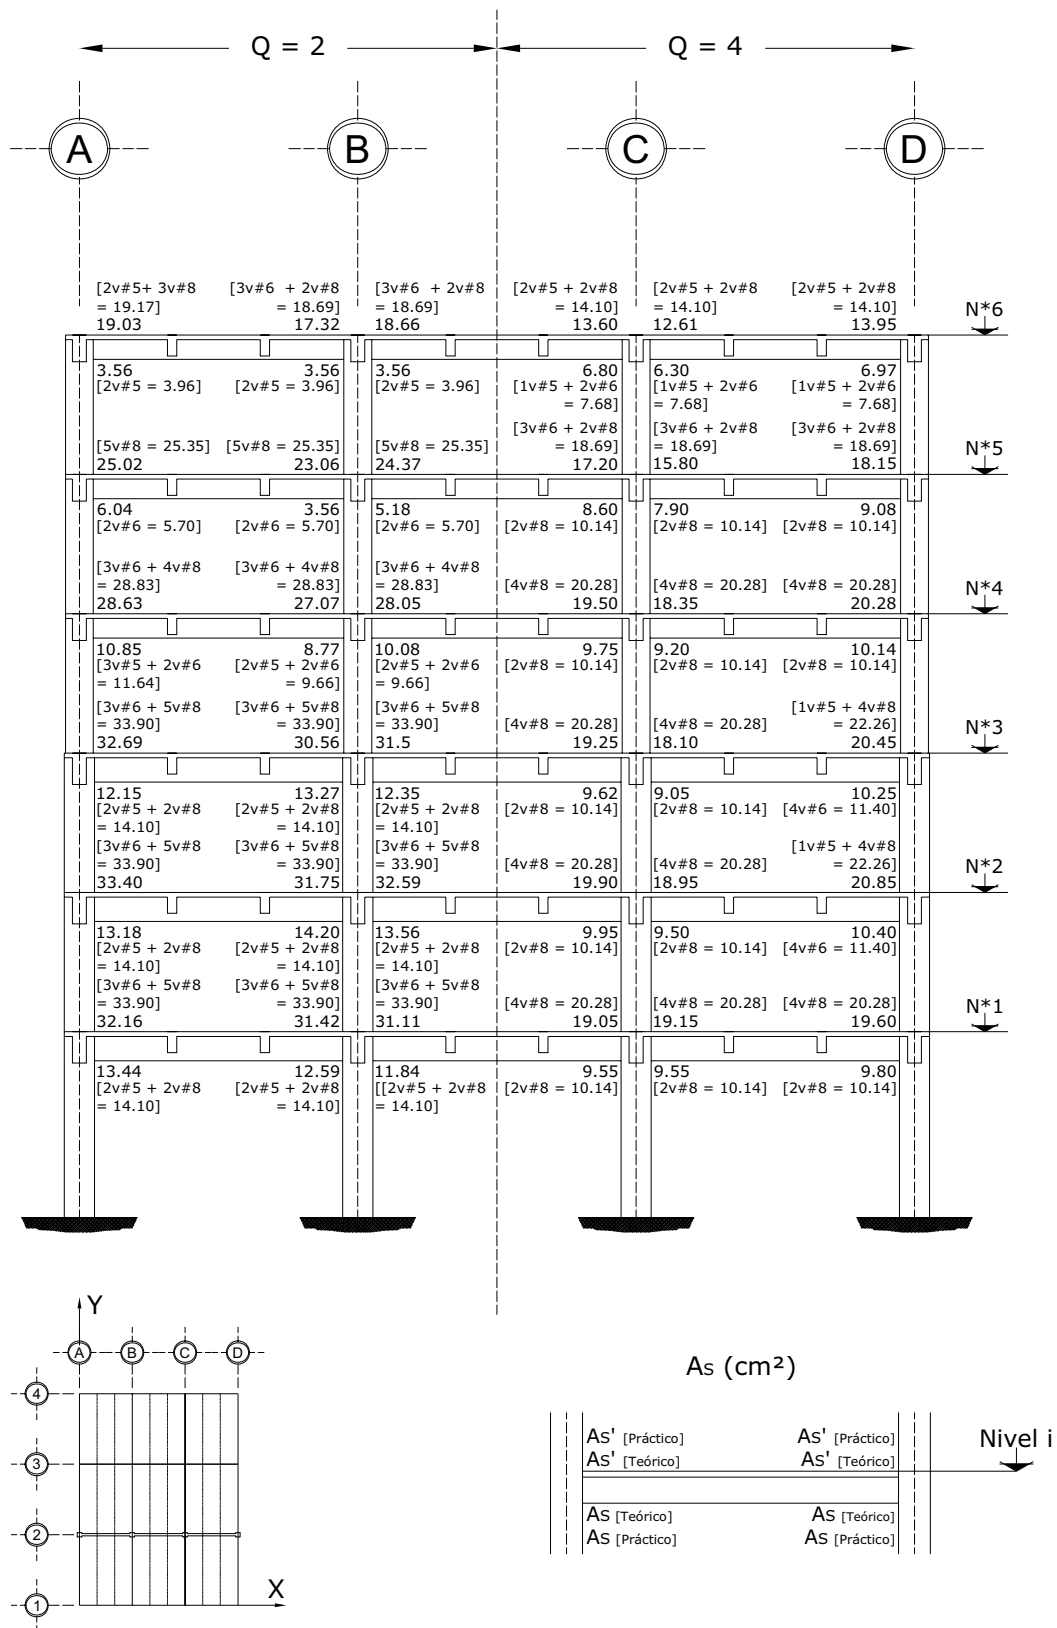 Q = 2 Q = 4
A B C D
[2v#5+ 3v#8 [3v#6 + 2v#8 [3v#6 + 2v#8 [2v#5 + 2v#8 [2v#5 + 2v#8 [2v#5 + 2v#8
= 19.17] = 18.69] = 18.69] = 14.10] = 14.10] = 14.10] N*6
19.03 17.32 18.66 13.60 12.61 13.95
3.56 3.56 3.56 6.80 6.30 6.97
[2v#5 = 3.96] [2v#5 = 3.96] [2v#5 = 3.96] [1v#5 + 2v#6 [1v#5 + 2v#6 [1v#5 + 2v#6
= 7.68] = 7.68] = 7.68]
[3v#6 + 2v#8 [3v#6 + 2v#8 [3v#6 + 2v#8
[5v#8 = 25.35] [5v#8 = 25.35] [5v#8 = 25.35] = 18.69] = 18.69] = 18.69] N*5
25.02 23.06 24.37 17.20 15.80 18.15
6.04 3.56 5.18 8.60 7.90 9.08
[2v#6 = 5.70] [2v#6 = 5.70] [2v#6 = 5.70] [2v#8 = 10.14] [2v#8 = 10.14] [2v#8 = 10.14]
[3v#6 + 4v#8 [3v#6 + 4v#8 [3v#6 + 4v#8
= 28.83] = 28.83] = 28.83] [4v#8 = 20.28] [4v#8 = 20.28] [4v#8 = 20.28] N*4
28.63 27.07 28.05 19.50 18.35 20.28
10.85 8.77 10.08 9.75 9.20 10.14
[3v#5 + 2v#6 [2v#5 + 2v#6 [2v#5 + 2v#6 [2v#8 = 10.14] [2v#8 = 10.14] [2v#8 = 10.14]
= 11.64] = 9.66] = 9.66]
[3v#6 + 5v#8 [3v#6 + 5v#8 [3v#6 + 5v#8 [1v#5 + 4v#8
= 33.90] = 33.90] = 33.90] [4v#8 = 20.28] [4v#8 = 20.28] = 22.26] N*3
32.69 30.56 31.5 19.25 18.10 20.45
12.15 13.27 12.35 9.62 9.05 10.25
[2v#5 + 2v#8 [2v#5 + 2v#8 [2v#5 + 2v#8 [2v#8 = 10.14] [2v#8 = 10.14] [4v#6 = 11.40]
= 14.10] = 14.10] = 14.10]
[3v#6 + 5v#8 [3v#6 + 5v#8 [3v#6 + 5v#8 [1v#5 + 4v#8
= 33.90] = 33.90] = 33.90] [4v#8 = 20.28] [4v#8 = 20.28] = 22.26] N*2
33.40 31.75 32.59 19.90 18.95 20.85
13.18 14.20 13.56 9.95 9.50 10.40
[2v#5 + 2v#8 [2v#5 + 2v#8 [2v#5 + 2v#8 [2v#8 = 10.14] [2v#8 = 10.14] [4v#6 = 11.40]
= 14.10] = 14.10] = 14.10]
[3v#6 + 5v#8 [3v#6 + 5v#8 [3v#6 + 5v#8
= 33.90] = 33.90] = 33.90] [4v#8 = 20.28] [4v#8 = 20.28] [4v#8 = 20.28] N*1
32.16 31.42 31.11 19.05 19.15 19.60
13.44 12.59 11.84 9.55 9.55 9.80
[2v#5 + 2v#8 [2v#5 + 2v#8 [[2v#5 + 2v#8 [2v#8 = 10.14] [2v#8 = 10.14] [2v#8 = 10.14]
= 14.10] = 14.10] = 14.10]
Y
A B C D
4
3
2
1
X
As (cm²)
As' [Práctico] As' [Práctico] Nivel i
As' [Teórico] As' [Teórico]
As [Teórico] As [Teórico]
As [Práctico] As [Práctico]